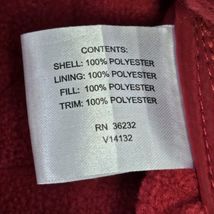 CONTENTS:
SHELL: 100% POLYESTER
LINING: 100% POLYESTER
FILL: 100% POLYESTER
TRIM: 100% POLYESTER
RN 36232
V14132